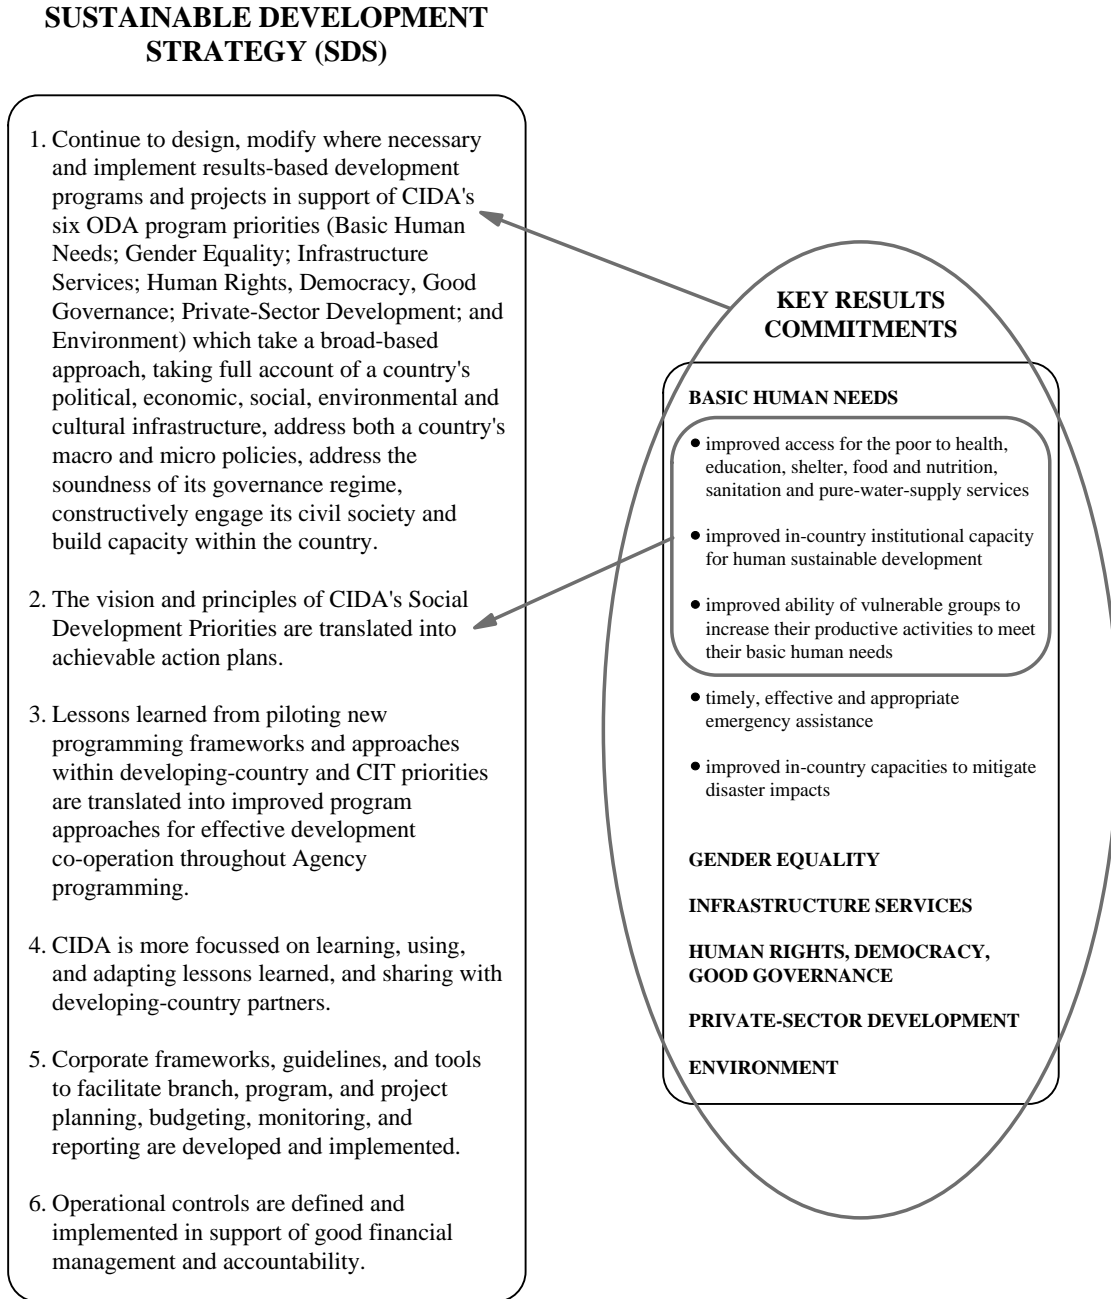 SUSTAINABLE DEVELOPMENT
STRATEGY (SDS)
1. Continue to design, modify where necessary
and implement results-based development
programs and projects in support of CIDA's
six ODA program priorities (Basic Human
Needs; Gender Equality; Infrastructure
Services; Human Rights, Democracy, Good
Governance; Private-Sector Development; and
Environment) which take a broad-based
approach, taking full account of a country's
political, economic, social, environmental and
cultural infrastructure, address both a country's
macro and micro policies, address the
soundness of its governance regime,
constructively engage its civil society and
build capacity within the country.
2. The vision and principles of CIDA's Social
Development Priorities are translated into
achievable action plans.
3. Lessons learned from piloting new
programming frameworks and approaches
within developing-country and CIT priorities
are translated into improved program
approaches for effective development
co-operation throughout Agency
programming.
4. CIDA is more focussed on learning, using,
and adapting lessons learned, and sharing with
developing-country partners.
5. Corporate frameworks, guidelines, and tools
to facilitate branch, program, and project
planning, budgeting, monitoring, and
reporting are developed and implemented.
6. Operational controls are defined and
implemented in support of good financial
management and accountability.
KEY RESULTS
COMMITMENTS
BASIC HUMAN NEEDS
• improved access for the poor to health,
education, shelter, food and nutrition,
sanitation and pure-water-supply services
• improved in-country institutional capacity
for human sustainable development
• improved ability of vulnerable groups to
increase their productive activities to meet
their basic human needs
• timely, effective and appropriate
emergency assistance
• improved in-country capacities to mitigate
disaster impacts
GENDER EQUALITY
INFRASTRUCTURE SERVICES
HUMAN RIGHTS, DEMOCRACY,
GOOD GOVERNANCE
PRIVATE-SECTOR DEVELOPMENT
ENVIRONMENT